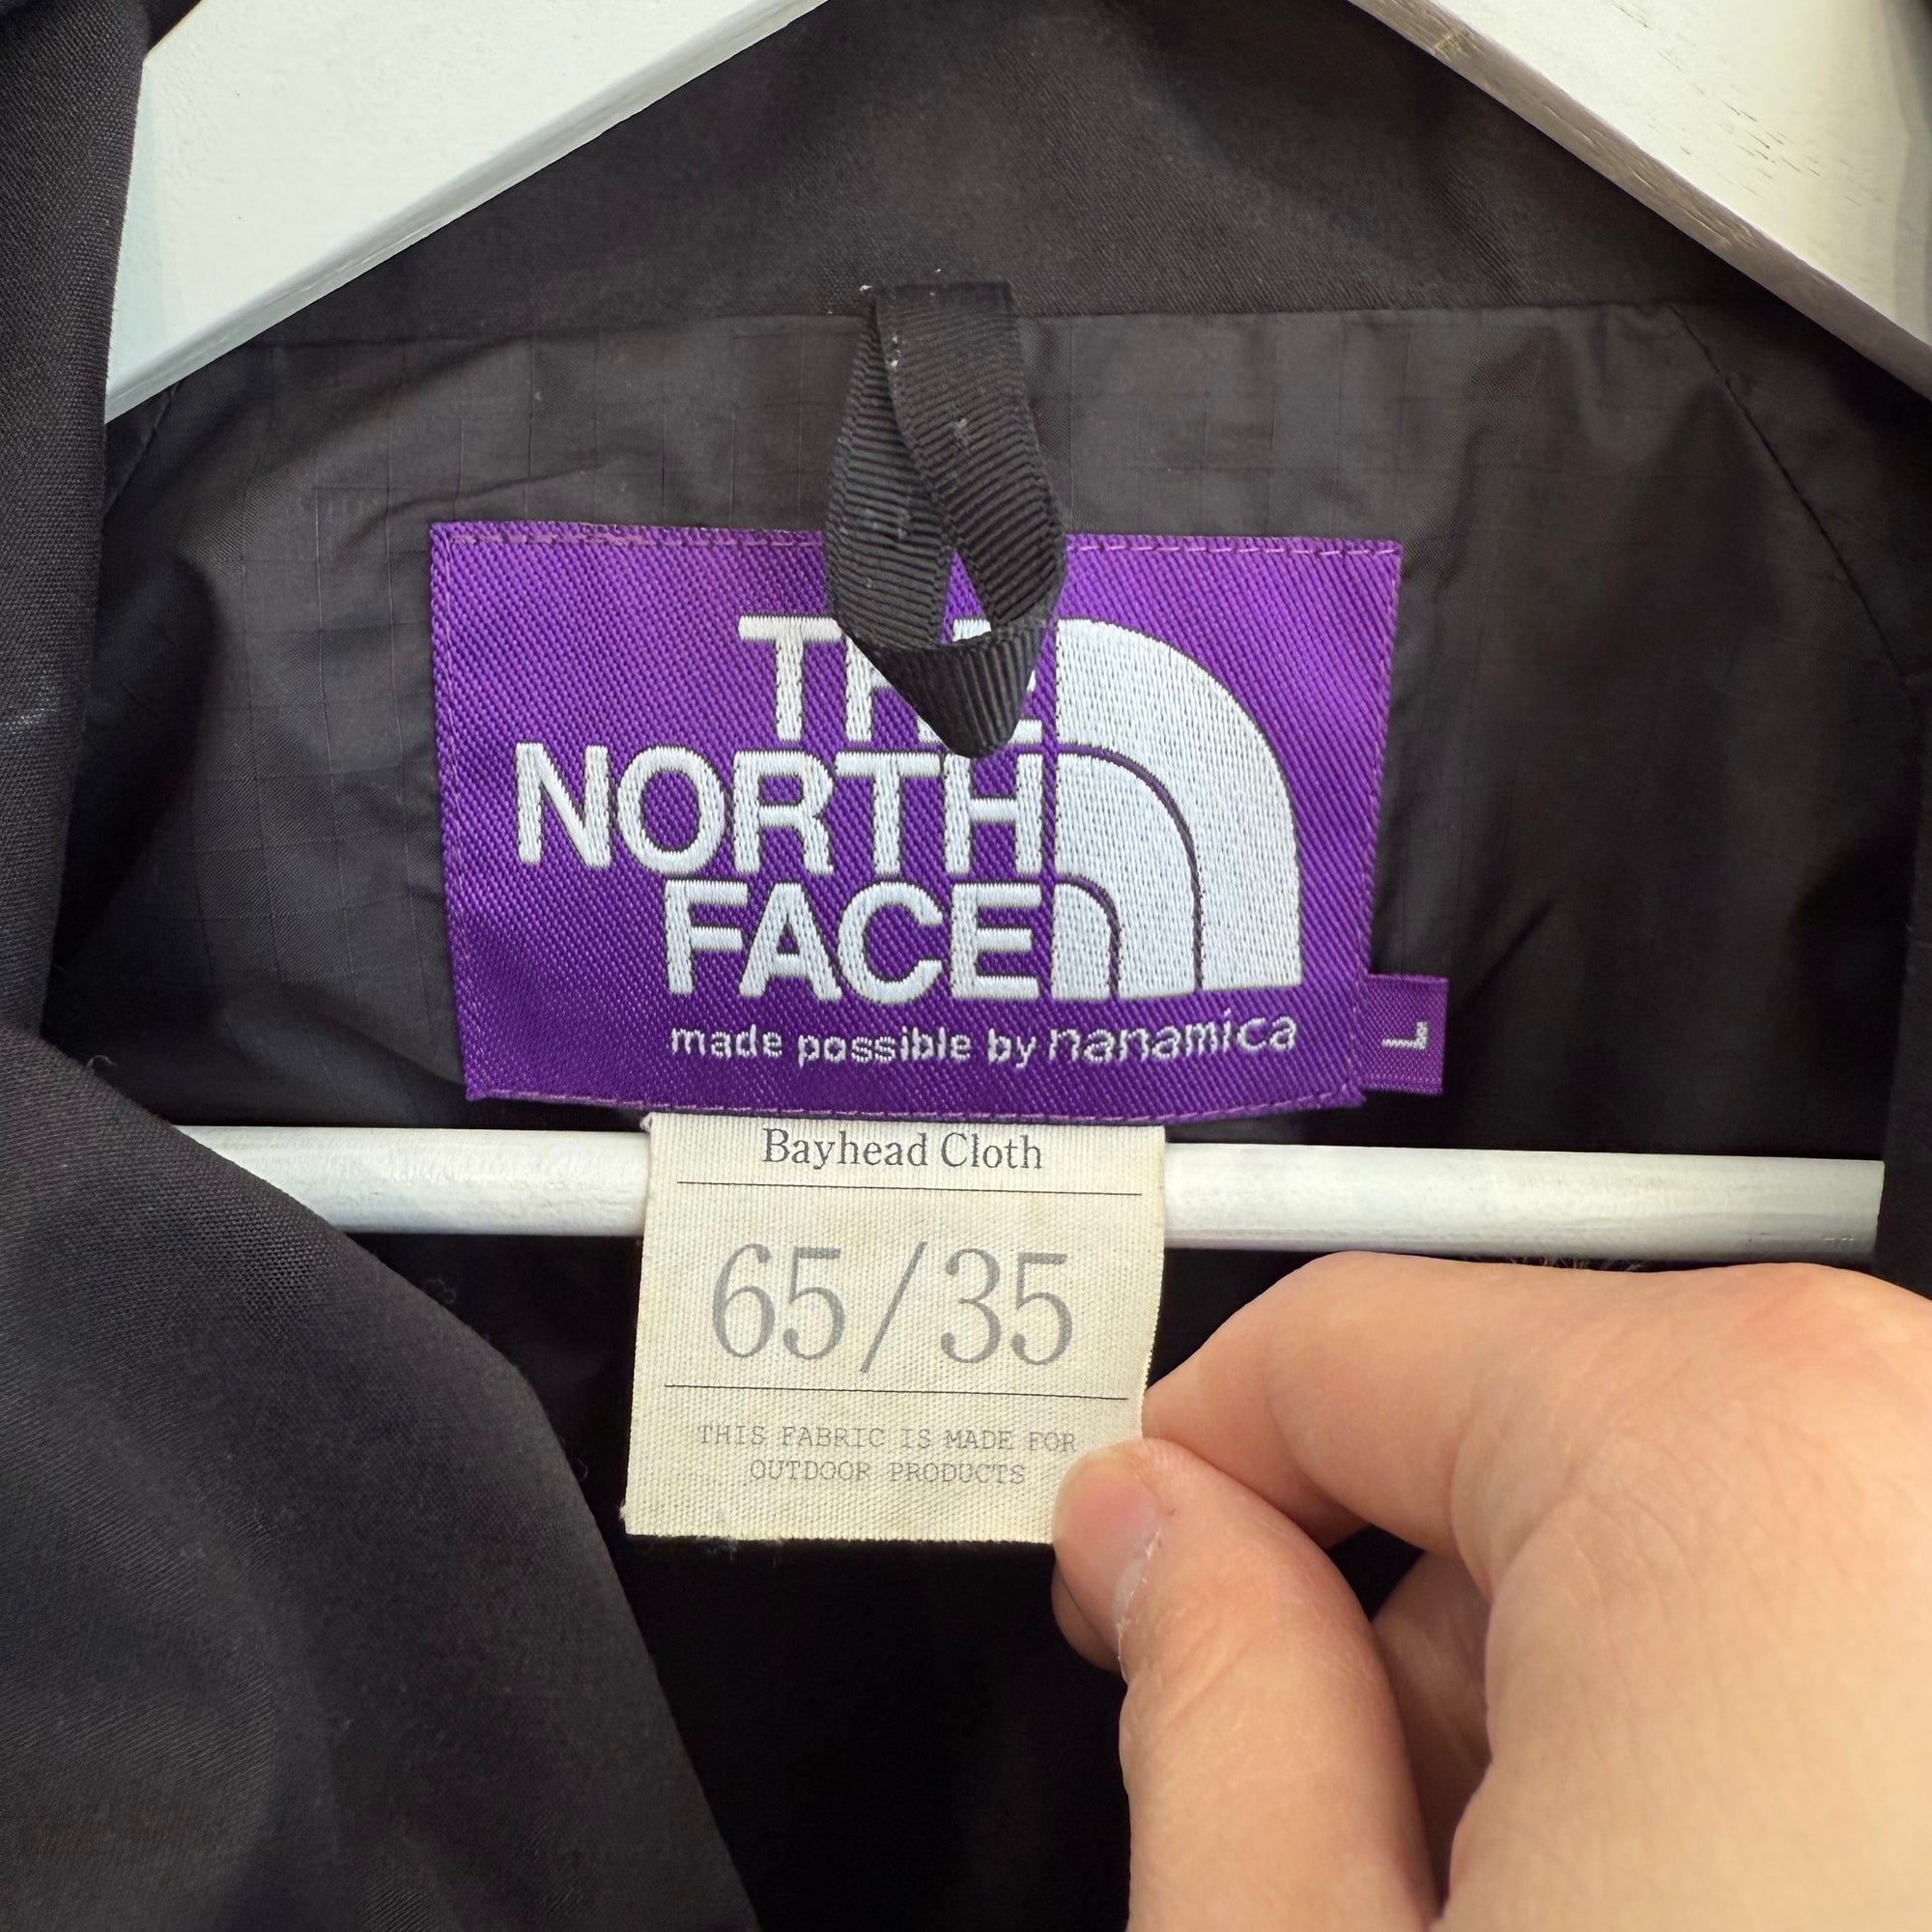 THE
NORTH
FACE
made possible by nanamica
L
Bayhead Cloth
65/35
THIS FABRIC IS MADE FOR
OUTDOOR PRODUCTS